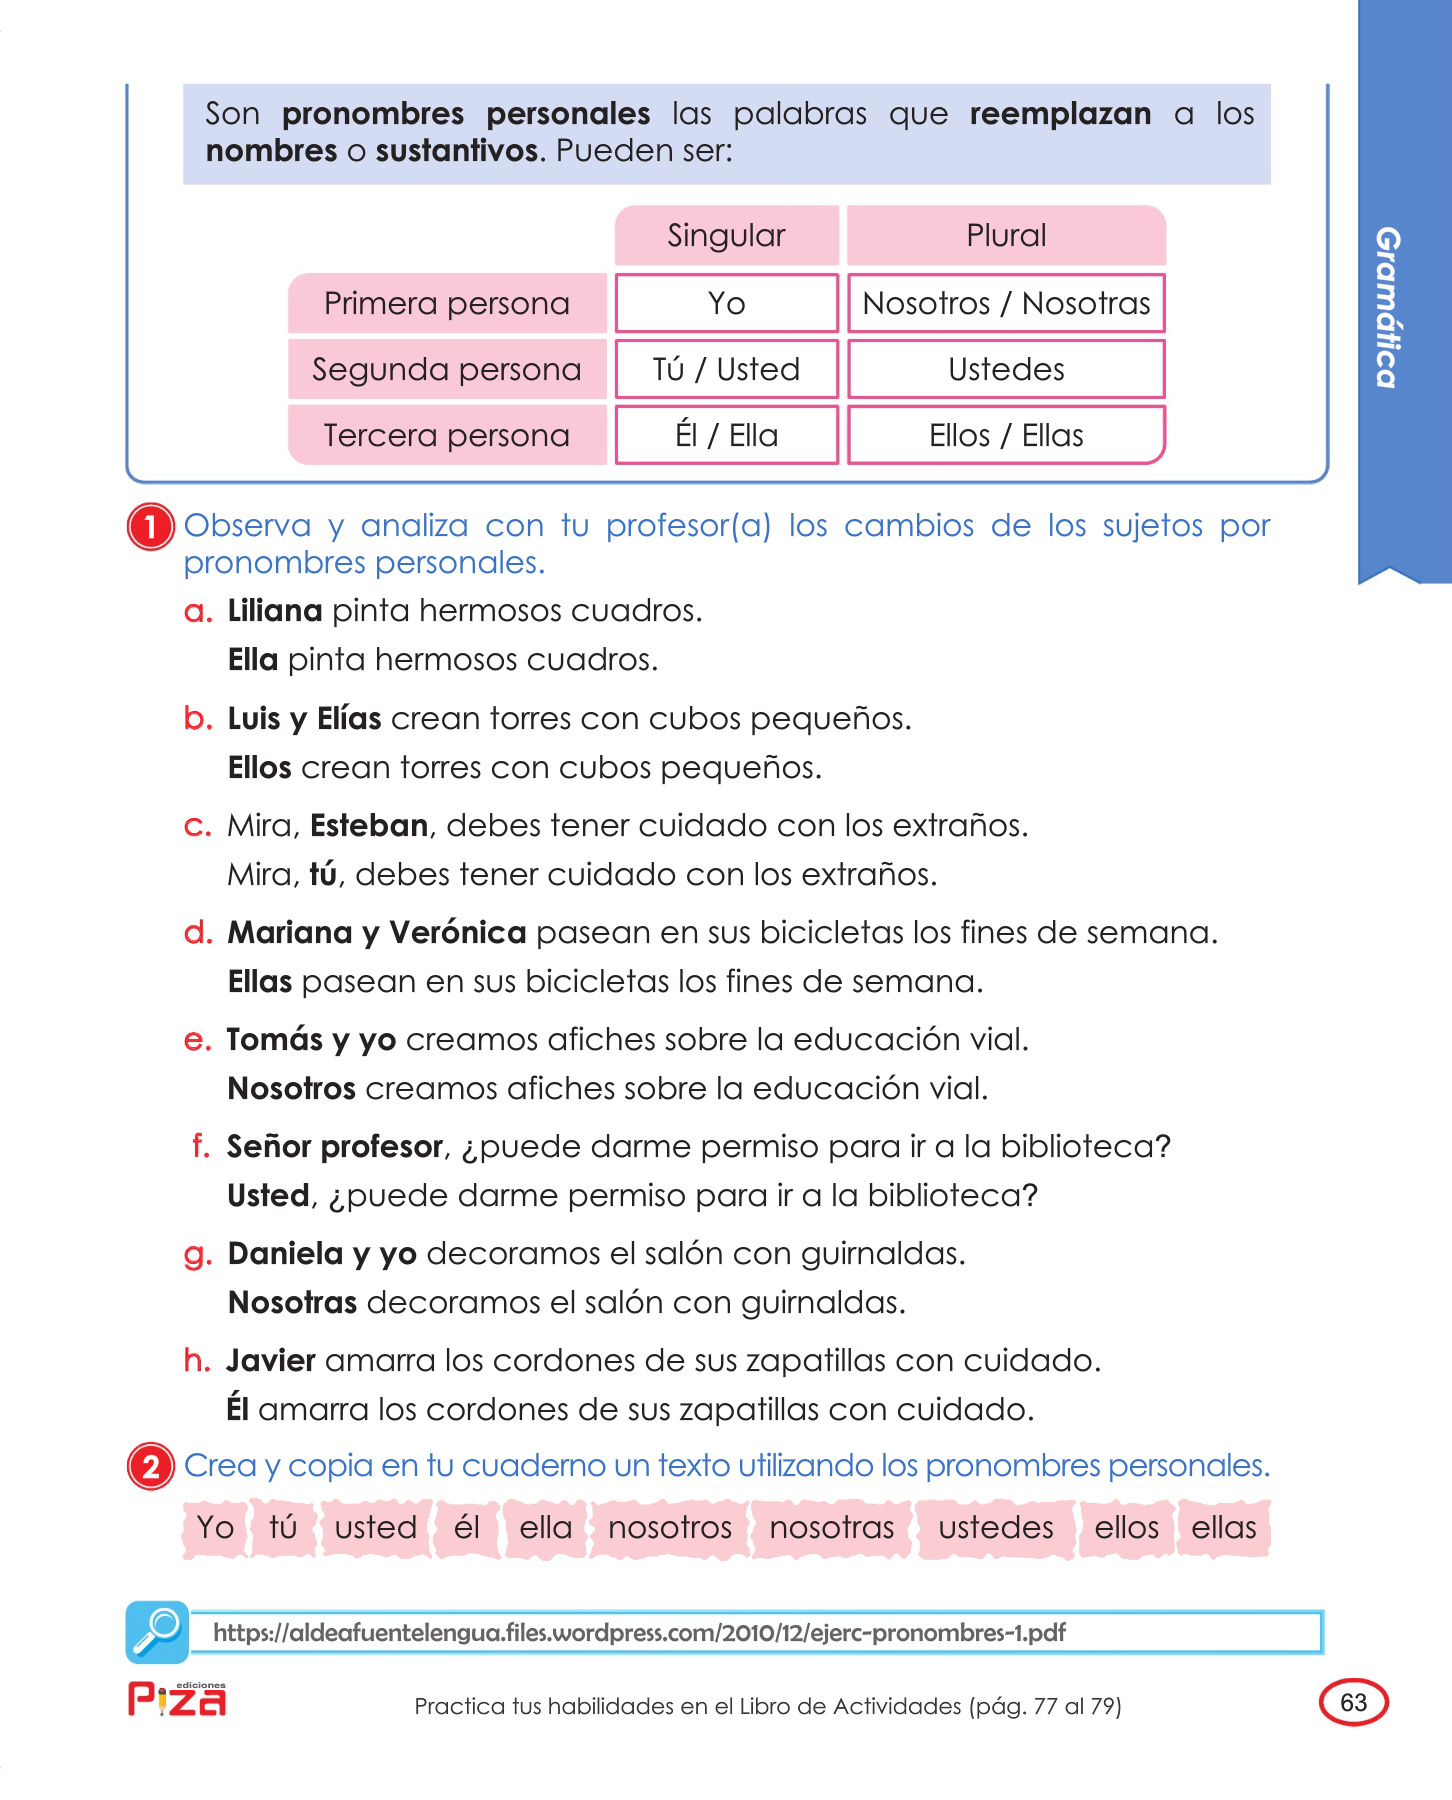 Son pronombres personales las palabras que reemplazan a los
nombres o sustantivos. Pueden ser:
Singular Plural
Primera persona Yo Nosotros / Nosotras
Segunda persona Tú / Usted Ustedes
Tercera persona Él / Ella Ellos / Ellas
Gramática
1 Observa y analiza con tu profesor(a) los cambios de los sujetos por
pronombres personales.
a. Liliana pinta hermosos cuadros.
Ella pinta hermosos cuadros.
b. Luis y Elías crean torres con cubos pequeños.
Ellos crean torres con cubos pequeños.
c. Mira, Esteban, debes tener cuidado con los extraños.
Mira, tú, debes tener cuidado con los extraños.
d. Mariana y Verónica pasean en sus bicicletas los fines de semana.
Ellas pasean en sus bicicletas los fines de semana.
e. Tomás y yo creamos afiches sobre la educación vial.
Nosotros creamos afiches sobre la educación vial.
f. Señor profesor, ¿puede darme permiso para ir a la biblioteca?
Usted, ¿puede darme permiso para ir a la biblioteca?
g. Daniela y yo decoramos el salón con guirnaldas.
Nosotras decoramos el salón con guirnaldas.
h. Javier amarra los cordones de sus zapatillas con cuidado.
Él amarra los cordones de sus zapatillas con cuidado.
2 Crea y copia en tu cuaderno un texto utilizando los pronombres personales.
Yo tú usted él ella nosotros nosotras ustedes ellos ellas
https://aldeafuentelengua.files.wordpress.com/2010/12/ejerc-pronombres-1.pdf
ediciones
Piza
Practica tus habilidades en el Libro de Actividades (pág. 77 al 79)
63